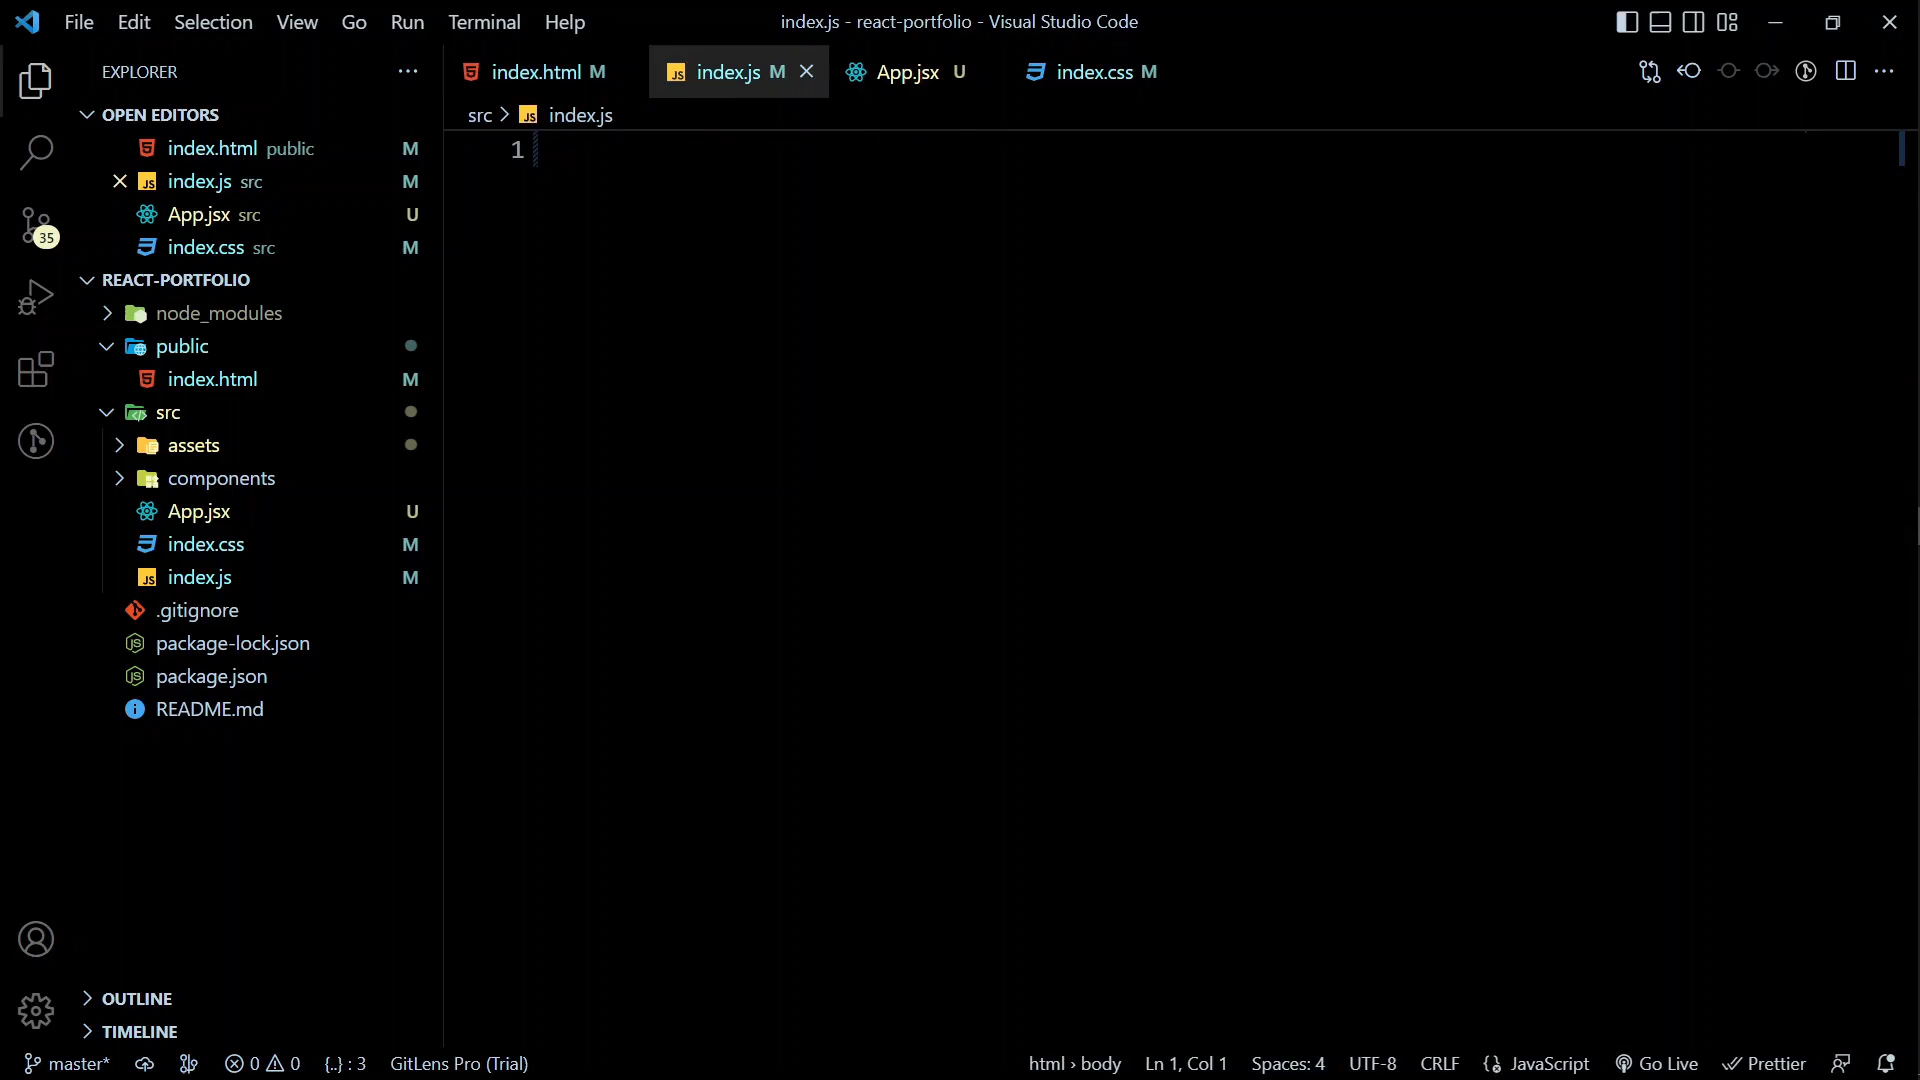 File Edit Selection View Go Run Terminal Help
index.js - react-portfolio - Visual Studio Code
EXPLORER
index.html M
JS index.js M
App.jsx U
index.css M
src > JS index.js
1
OPEN EDITORS
index.html public M
JS index.js src M
App.jsx src U
index.css src M
REACT-PORTFOLIO
node_modules
public
index.html M
src
assets
components
App.jsx U
index.css M
JS index.js M
.gitignore
package-lock.json
package.json
README.md
35
OUTLINE
TIMELINE
master* 0 0 {..} : 3 GitLens Pro (Trial)
html › body Ln 1, Col 1 Spaces: 4 UTF-8 CRLF JavaScript Go Live Prettier